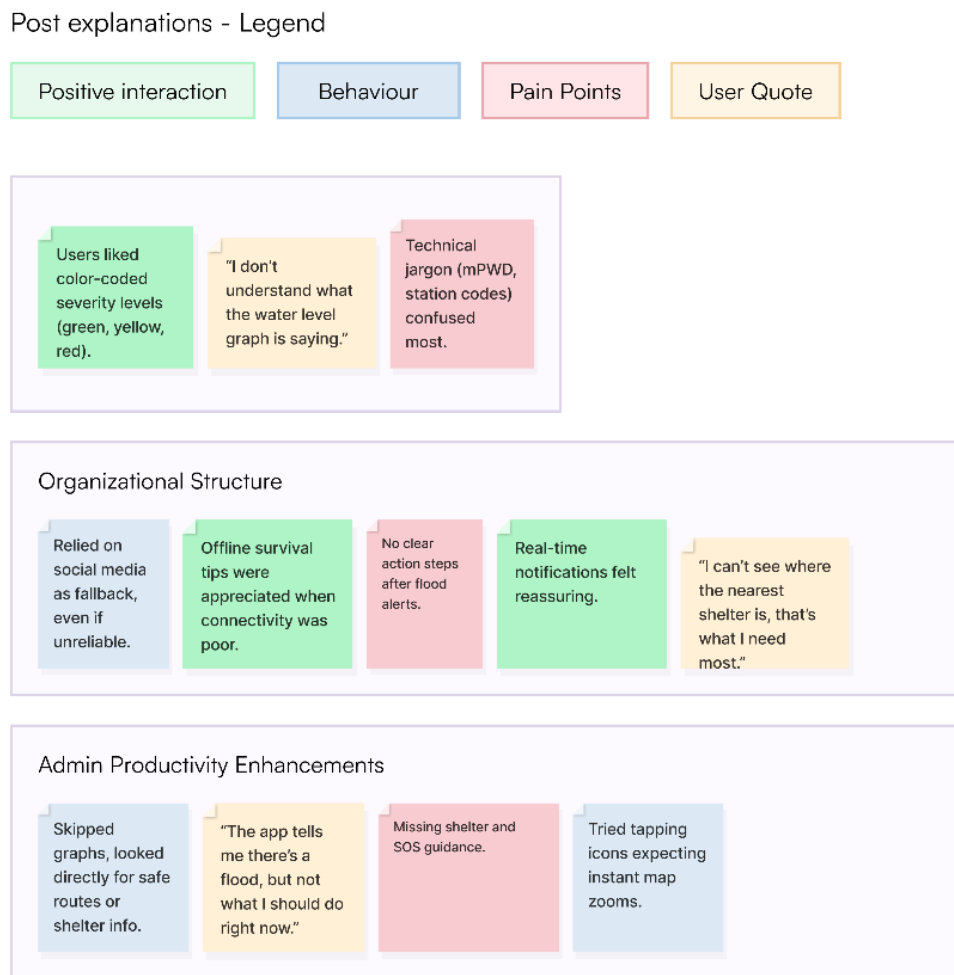 Post explanations - Legend
Positive interaction
Behaviour
Pain Points
User Quote
Users liked
color-coded
severity levels
(green, yellow,
red).
“I don’t
understand what
the water level
graph is saying.”
Technical
jargon (mPWD,
station codes)
confused
most.
Organizational Structure
Relied on
social media
as fallback,
even if
unreliable.
Offline survival
tips were
appreciated when
connectivity was
poor.
No clear
action steps
after flood
alerts.
Real-time
notifications felt
reassuring.
“I can’t see where
the nearest
shelter is, that’s
what I need
most.”
Admin Productivity Enhancements
Skipped
graphs, looked
directly for safe
routes or
shelter info.
“The app tells
me there’s a
flood, but not
what I should do
right now.”
Missing shelter and
SOS guidance.
Tried tapping
icons expecting
instant map
zooms.